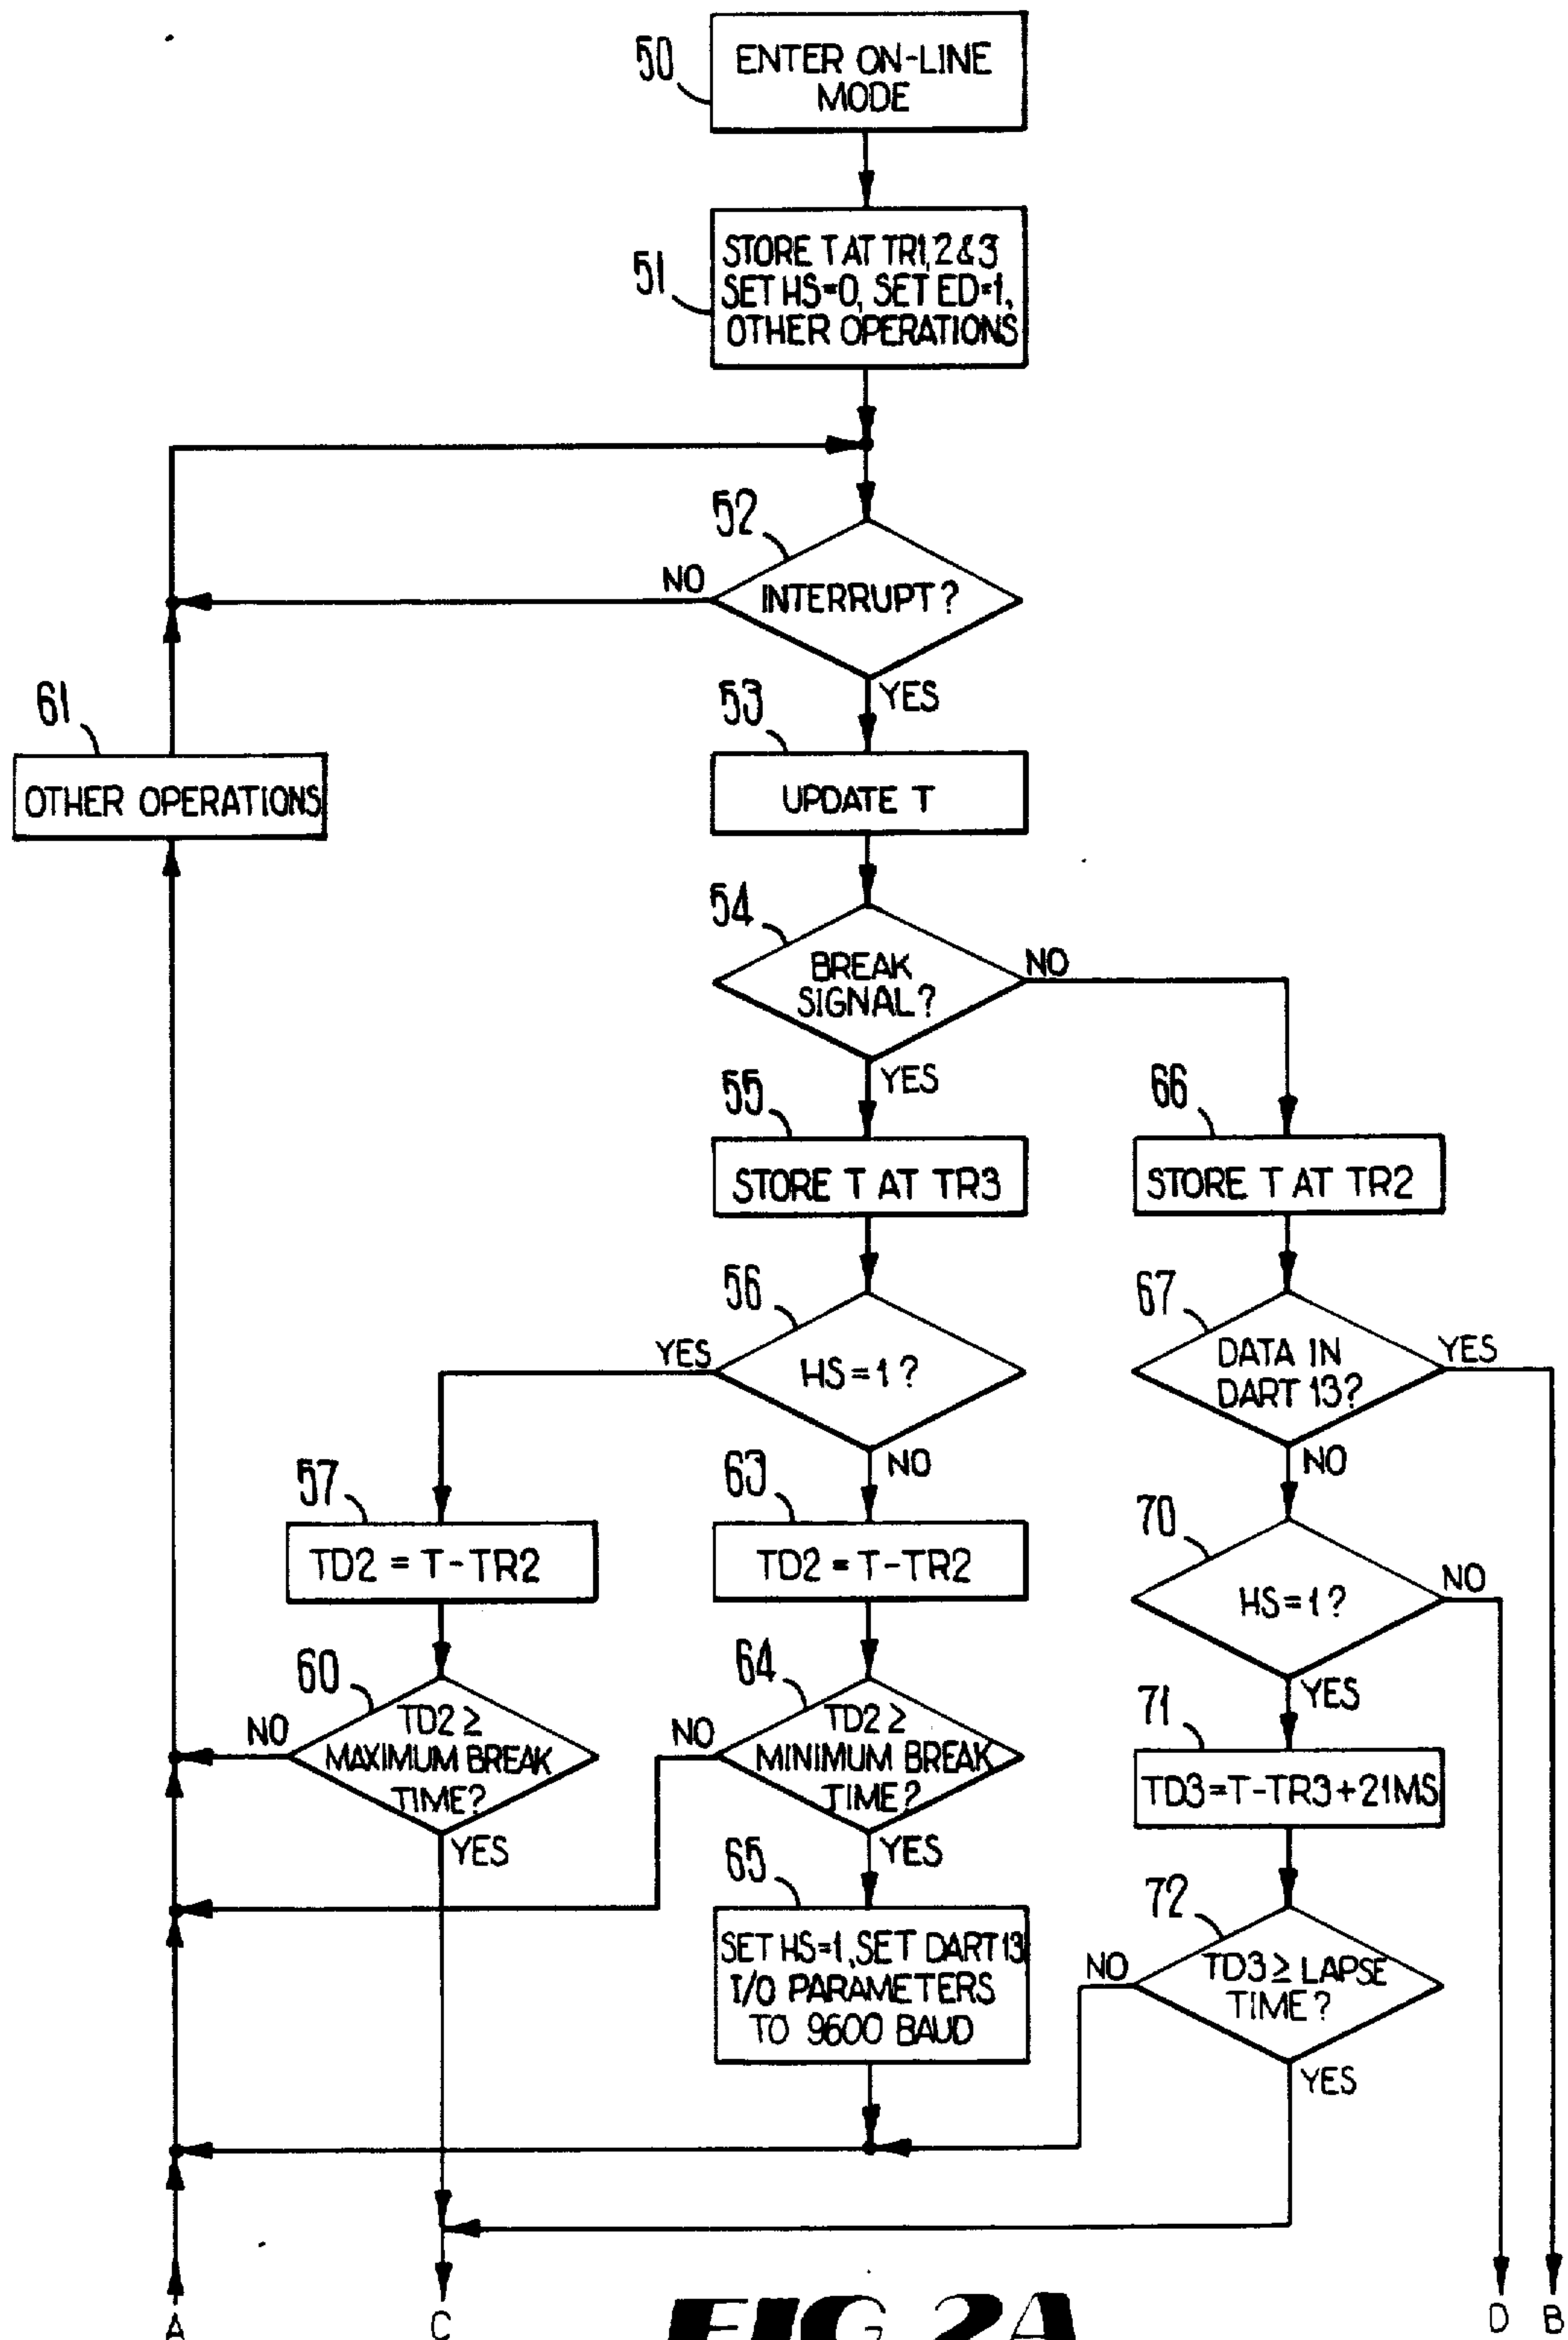 50
ENTER ON-LINE
MODE
51
STORE T AT TR1, 2 & 3
SET HS=0, SET ED=1,
OTHER OPERATIONS
52
NO
INTERRUPT?
YES
53
61
OTHER OPERATIONS
UPDATE T
54
BREAK
SIGNAL?
NO
YES
55
66
STORE T AT TR3
STORE T AT TR2
56
67
YES
HS=1?
NO
DATA IN
DART 13?
YES
NO
57
63
70
TD2 = T-TR2
TD2 = T-TR2
HS=1?
NO
YES
60
64
71
NO
TD2 ≥
MAXIMUM BREAK
TIME?
YES
NO
TD2 ≥
MINIMUM BREAK
TIME?
YES
TD3=T-TR3+21MS
65
72
SET HS=1, SET DART 13
I/O PARAMETERS
TO 9600 BAUD
NO
TD3 ≥ LAPSE
TIME?
YES
A
C
D
B
FIG 2A